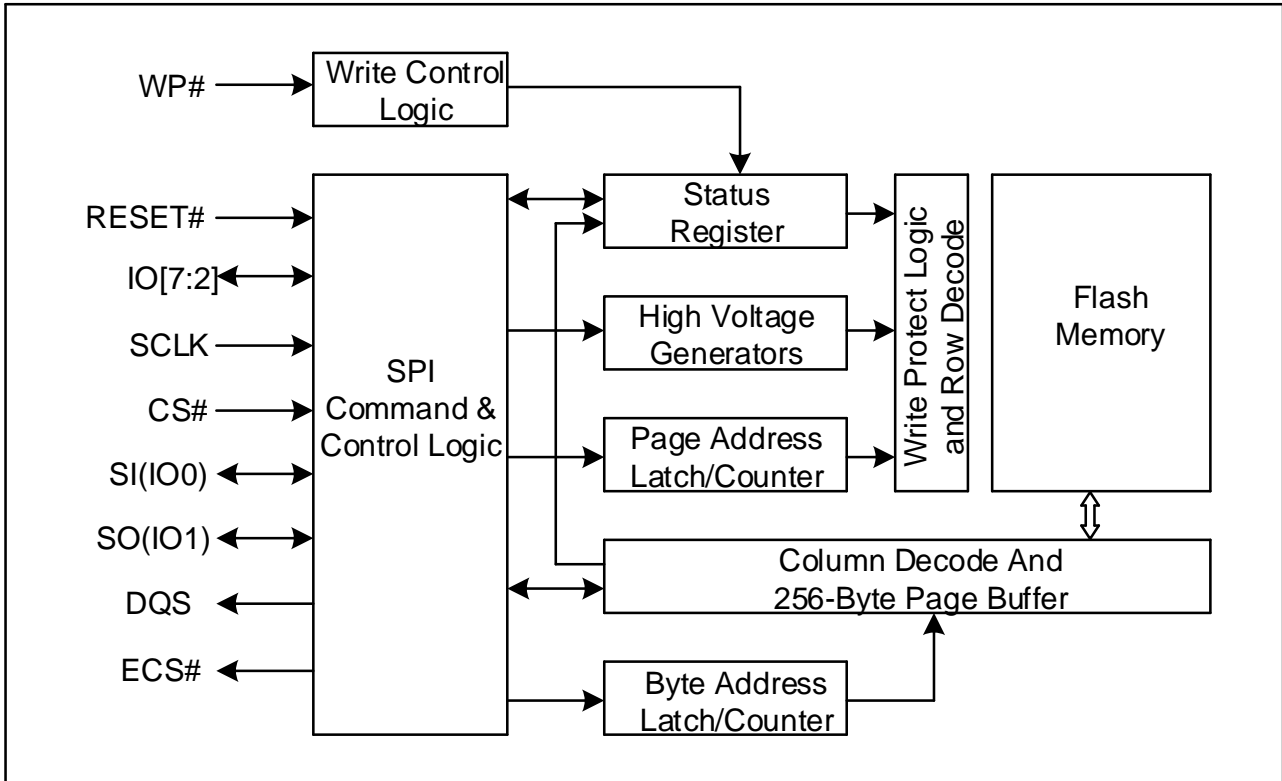 WP#
Write Control
Logic
RESET#
IO[7:2]
SCLK
CS#
SI(IO0)
SO(IO1)
DQS
ECS#
SPI
Command &
Control Logic
Status
Register
High Voltage
Generators
Page Address
Latch/Counter
Write Protect Logic
and Row Decode
Flash
Memory
Column Decode And
256-Byte Page Buffer
Byte Address
Latch/Counter